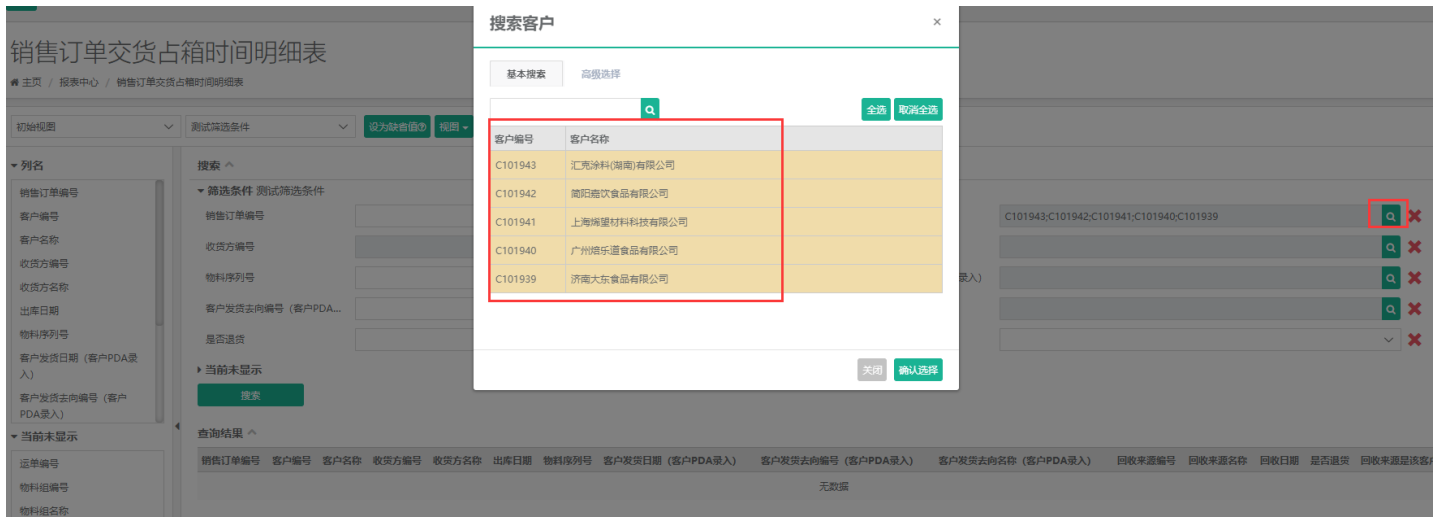 销售订单交货占箱时间明细表
主页 / 报表中心 / 销售订单交货占箱时间明细表
初始视图
测试筛选条件
设为缺省值
视图
列名
销售订单编号
客户编号
客户名称
收货方编号
收货方名称
出库日期
物料序列号
客户发货日期（客户PDA录
入）
客户发货去向编号（客户
PDA录入）
当前未显示
运单编号
物料组编号
物料组名称
搜索
筛选条件 测试筛选条件
销售订单编号
C101943;C101942;C101941;C101940;C101939
收货方编号
物料序列号
录入）
客户发货去向编号（客户PDA...
是否退货
当前未显示
搜索
查询结果
销售订单编号 客户编号 客户名称 收货方编号 收货方名称 出库日期 物料序列号 客户发货日期（客户PDA录入） 客户发货去向编号（客户PDA录入） 客户发货去向名称（客户PDA录入） 回收来源编号 回收来源名称 回收日期 是否退货 回收来源是该客户
无数据
搜索客户
×
基本搜索 高级选择
全选 取消全选
客户编号 客户名称
C101943 汇克涂料(湖南)有限公司
C101942 简阳嘉饮食品有限公司
C101941 上海烯望材料科技有限公司
C101940 广州焙乐道食品有限公司
C101939 济南大东食品有限公司
关闭 确认选择